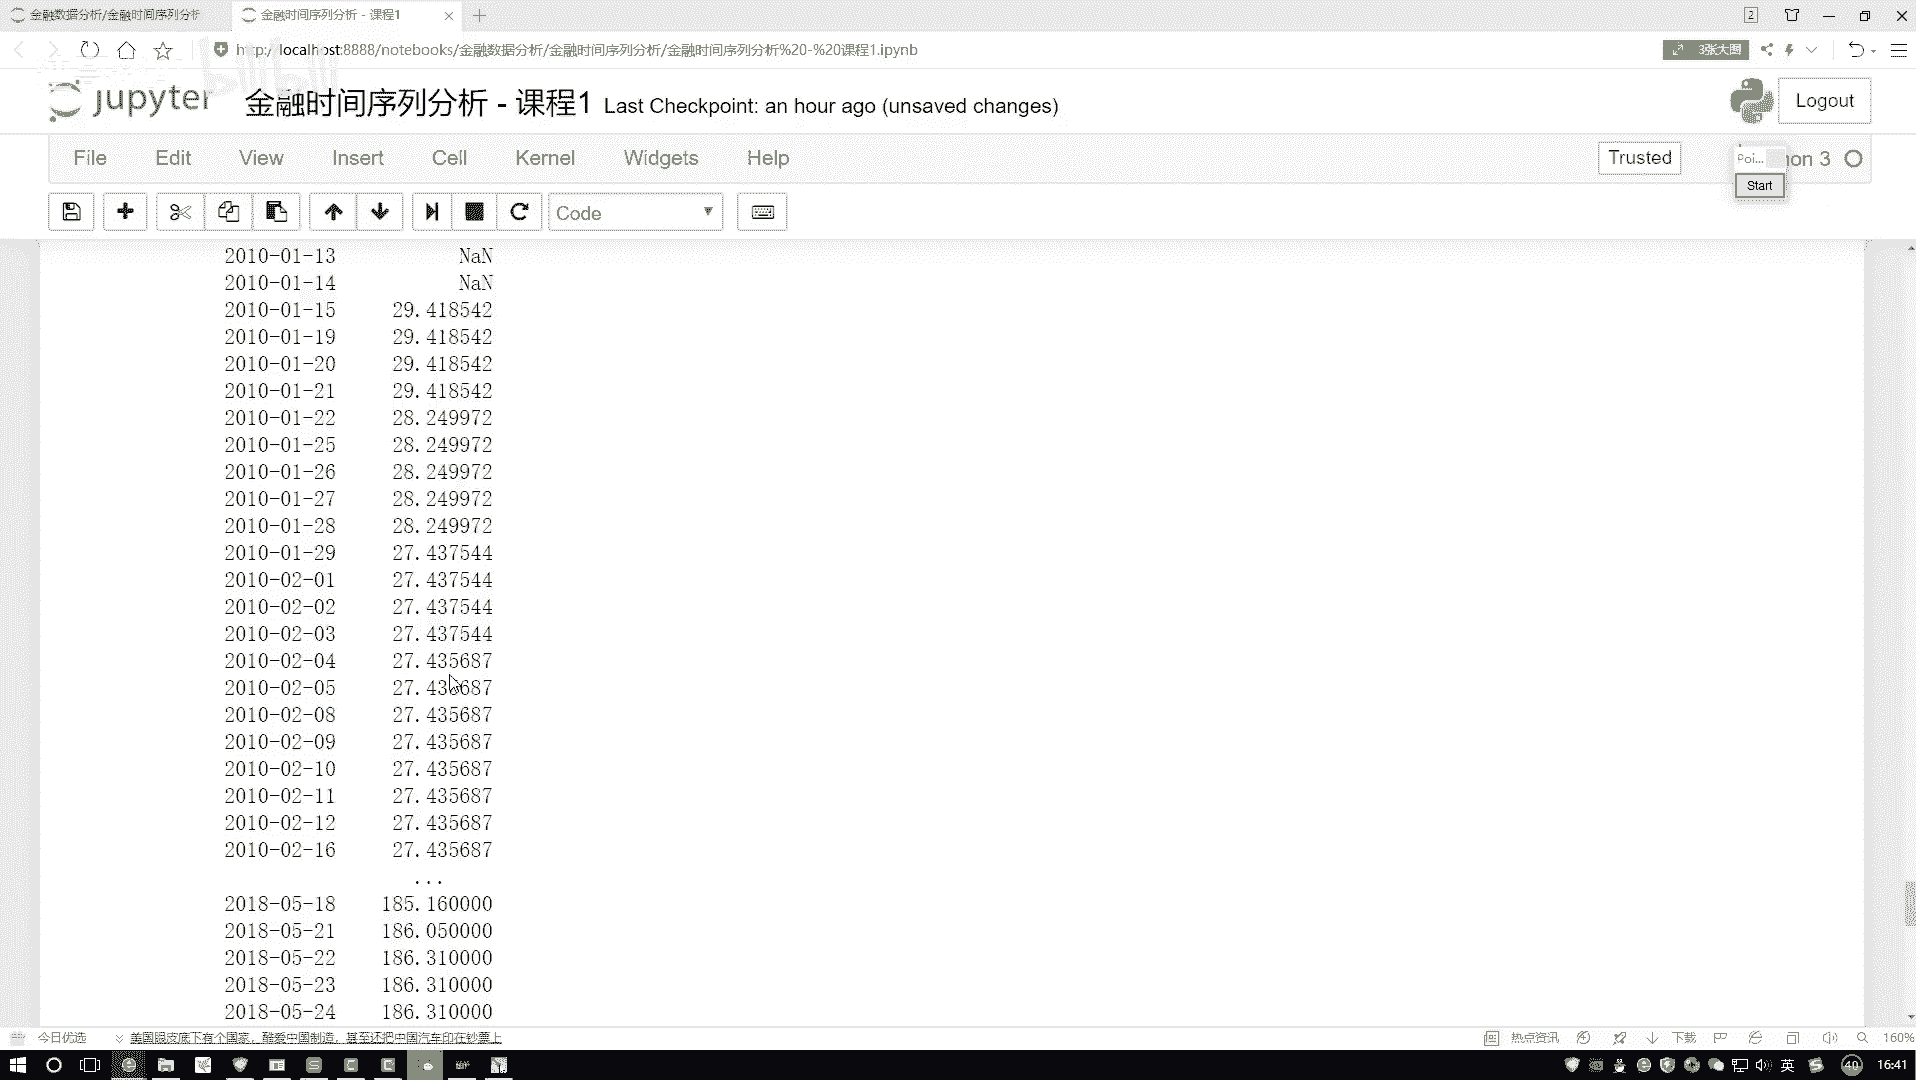 金融数据分析/金融时间序列分析
金融时间序列分析 - 课程1
2
http://localhost:8888/notebooks/金融数据分析/金融时间序列分析/金融时间序列分析%20-%20课程1.ipynb
3张大图
bilibili
jupyter
金融时间序列分析 - 课程1 Last Checkpoint: an hour ago (unsaved changes)
Logout
File Edit View Insert Cell Kernel Widgets Help
Trusted
Poi...
hon 3
Start
Code
2010-01-13 NaN
2010-01-14 NaN
2010-01-15 29.418542
2010-01-19 29.418542
2010-01-20 29.418542
2010-01-21 29.418542
2010-01-22 28.249972
2010-01-25 28.249972
2010-01-26 28.249972
2010-01-27 28.249972
2010-01-28 28.249972
2010-01-29 27.437544
2010-02-01 27.437544
2010-02-02 27.437544
2010-02-03 27.437544
2010-02-04 27.435687
2010-02-05 27.435687
2010-02-08 27.435687
2010-02-09 27.435687
2010-02-10 27.435687
2010-02-11 27.435687
2010-02-12 27.435687
2010-02-16 27.435687
...
2018-05-18 185.160000
2018-05-21 186.050000
2018-05-22 186.310000
2018-05-23 186.310000
2018-05-24 186.310000
今日优选
美国眼皮底下有个国家，酷爱中国制造，甚至还把中国汽车印在钞票上
热点资讯
下载
160%
英
40
16:41